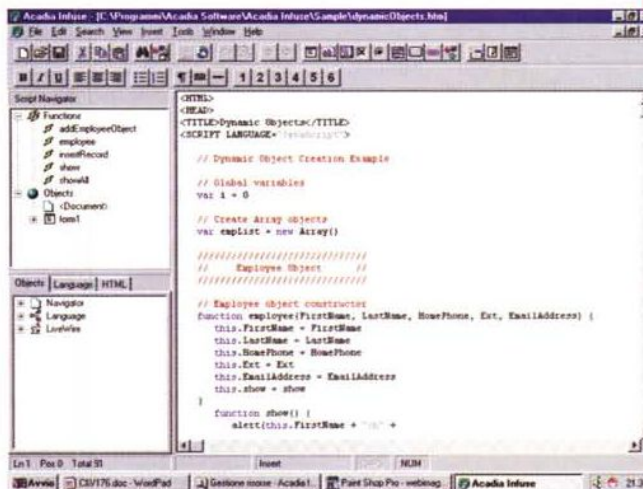 Acadia Infuse - [C:\Programmi\Acadia Software\Acadia Infuse\Sample\dynamicObjects.htm]
File Edit Search View Insert Tools Window Help
B I U ¶ 1 2 3 4 5 6
Script Navigator
Functions
addEmployeeObject
employee
insertRecord
show
showAll
Objects
<Document>
form1
Objects Language HTML
Navigator
Language
LiveWire
<HTML>
<HEAD>
<TITLE>Dynamic Objects</TITLE>
<SCRIPT LANGUAGE="JavaScript">
// Dynamic Object Creation Example
// Global variables
var i = 0
// Create Array objects
var empList = new Array()
//////////////////////////////
// Employee Object //
//////////////////////////////
// Employee object constructor
function employee(FirstName, LastName, HomePhone, Ext, EmailAddress) {
this.FirstName = FirstName
this.LastName = LastName
this.HomePhone = HomePhone
this.Ext = Ext
this.EmailAddress = EmailAddress
this.show = show
}
function show() {
alert(this.FirstName + "\n" +
Ln 1 Pos 0 Total 91 Insert NUM
Avvio CSV176.doc - WordPad Gestione risorse - Acadia I... Paint Shop Pro - webimag... Acadia Infuse